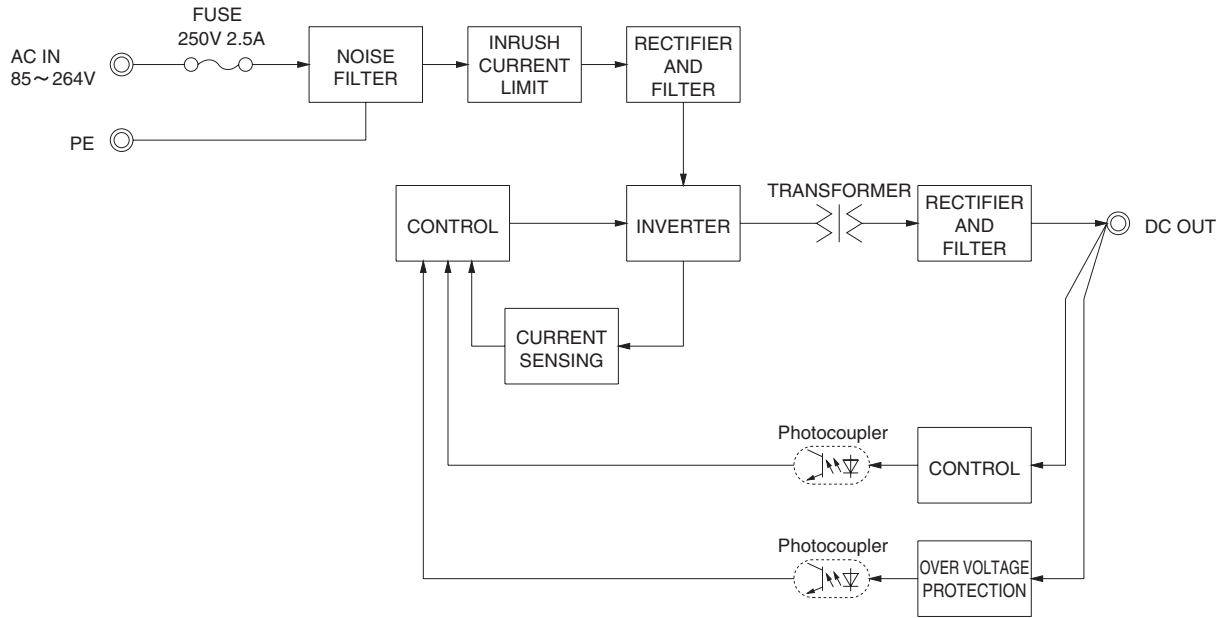 FUSE
250V 2.5A
AC IN
85~264V
PE
NOISE
FILTER
INRUSH
CURRENT
LIMIT
RECTIFIER
AND
FILTER
CONTROL
INVERTER
TRANSFORMER
RECTIFIER
AND
FILTER
DC OUT
CURRENT
SENSING
Photocoupler
CONTROL
Photocoupler
OVER VOLTAGE
PROTECTION